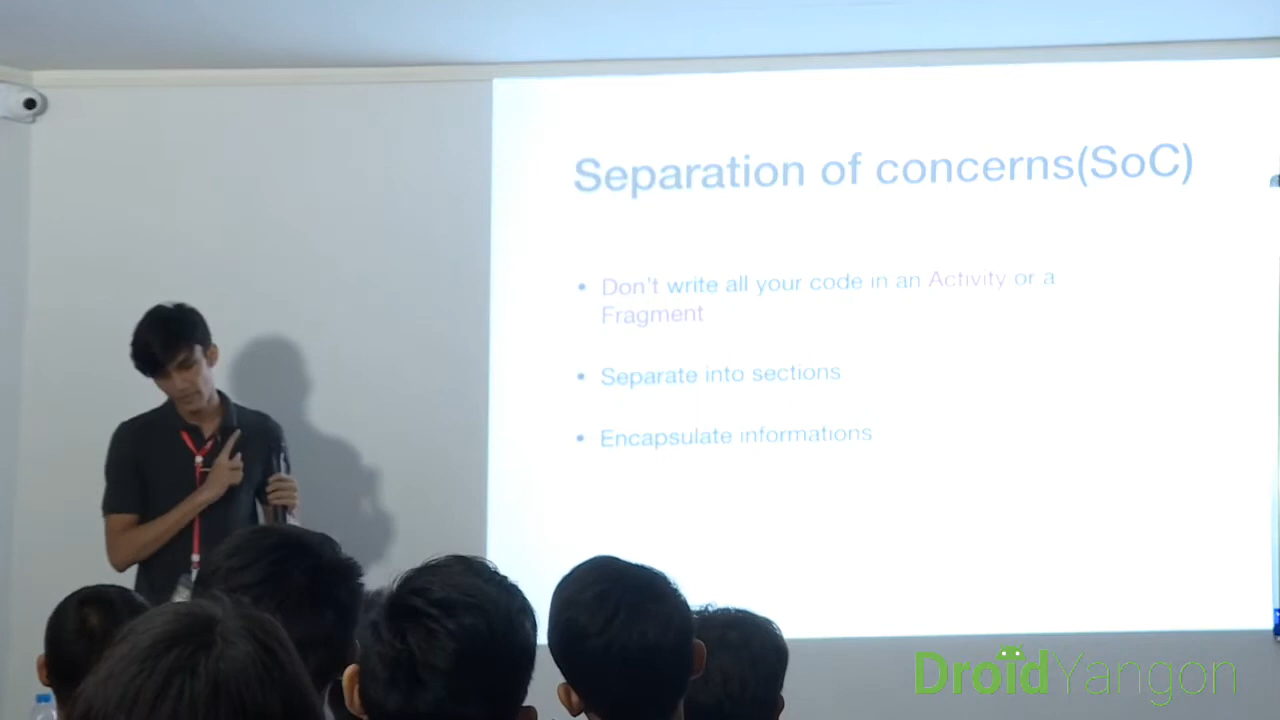 Separation of concerns(SoC)
• Don't write all your code in an Activity or a
Fragment
• Separate into sections
• Encapsulate informations
DroidYangon